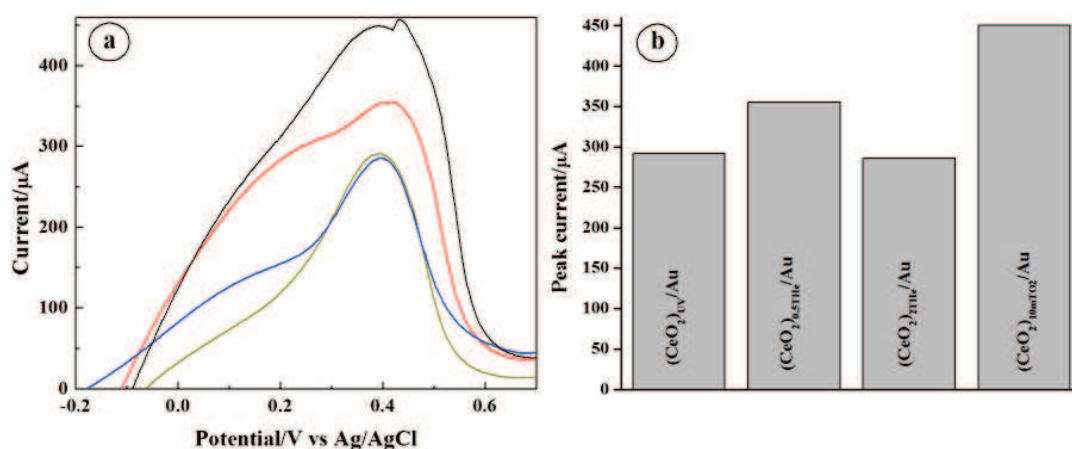 a
Current/µA
400
300
200
100
0
-0.2
0.0
0.2
0.4
0.6
Potential/V vs Ag/AgCl
b
Peak current/µA
450
400
350
300
250
200
150
100
50
0
(CeO2)UV/Au
(CeO2)0.5THe/Au
(CeO2)2THe/Au
(CeO2)10mTO2/Au